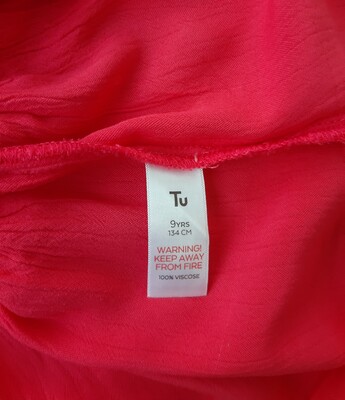 Tu
9YRS
134 CM
WARNING!
KEEP AWAY
FROM FIRE
100% VISCOSE